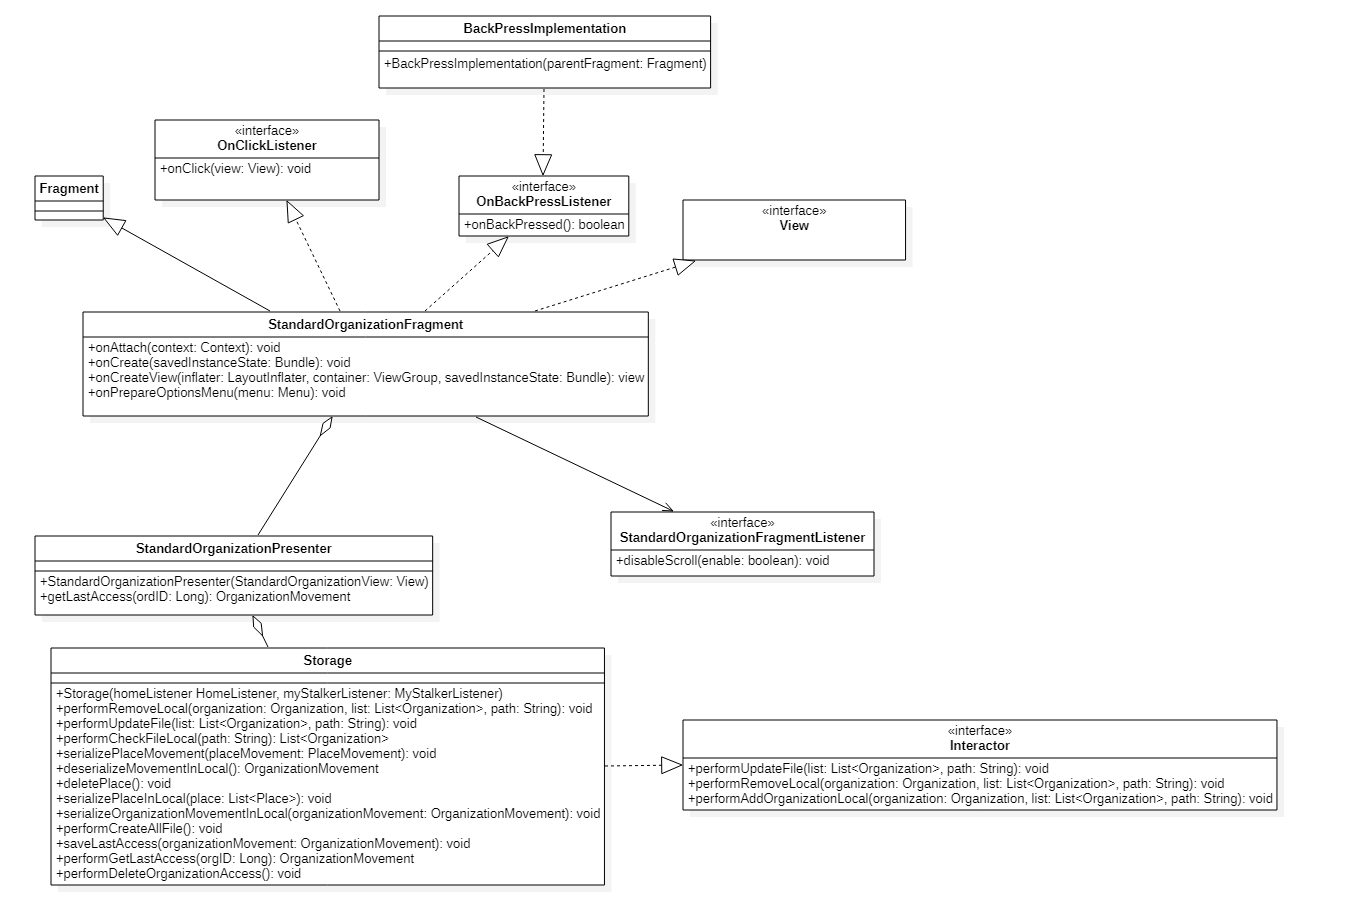 BackPressImplementation
+BackPressImplementation(parentFragment: Fragment)
«interface»
OnClickListener
+onClick(view: View): void
Fragment
«interface»
OnBackPressListener
+onBackPressed(): boolean
«interface»
View
StandardOrganizationFragment
+onAttach(context: Context): void
+onCreate(savedInstanceState: Bundle): void
+onCreateView(inflater: LayoutInflater, container: ViewGroup, savedInstanceState: Bundle): view
+onPrepareOptionsMenu(menu: Menu): void
«interface»
StandardOrganizationFragmentListener
+disableScroll(enable: boolean): void
StandardOrganizationPresenter
+StandardOrganizationPresenter(StandardOrganizationView: View)
+getLastAccess(ordID: Long): OrganizationMovement
Storage
+Storage(homeListener HomeListener, myStalkerListener: MyStalkerListener)
+performRemoveLocal(organization: Organization, list: List<Organization>, path: String): void
+performUpdateFile(list: List<Organization>, path: String): void
+performCheckFileLocal(path: String): List<Organization>
+serializePlaceMovement(placeMovement: PlaceMovement): void
+deserializeMovementInLocal(): OrganizationMovement
+deletePlace(): void
+serializePlaceInLocal(place: List<Place>): void
+serializeOrganizationMovementInLocal(organizationMovement: OrganizationMovement): void
+performCreateAllFile(): void
+saveLastAccess(organizationMovement: OrganizationMovement): void
+performGetLastAccess(orgID: Long): OrganizationMovement
+performDeleteOrganizationAccess(): void
«interface»
Interactor
+performUpdateFile(list: List<Organization>, path: String): void
+performRemoveLocal(organization: Organization, list: List<Organization>, path: String): void
+performAddOrganizationLocal(organization: Organization, list: List<Organization>, path: String): void